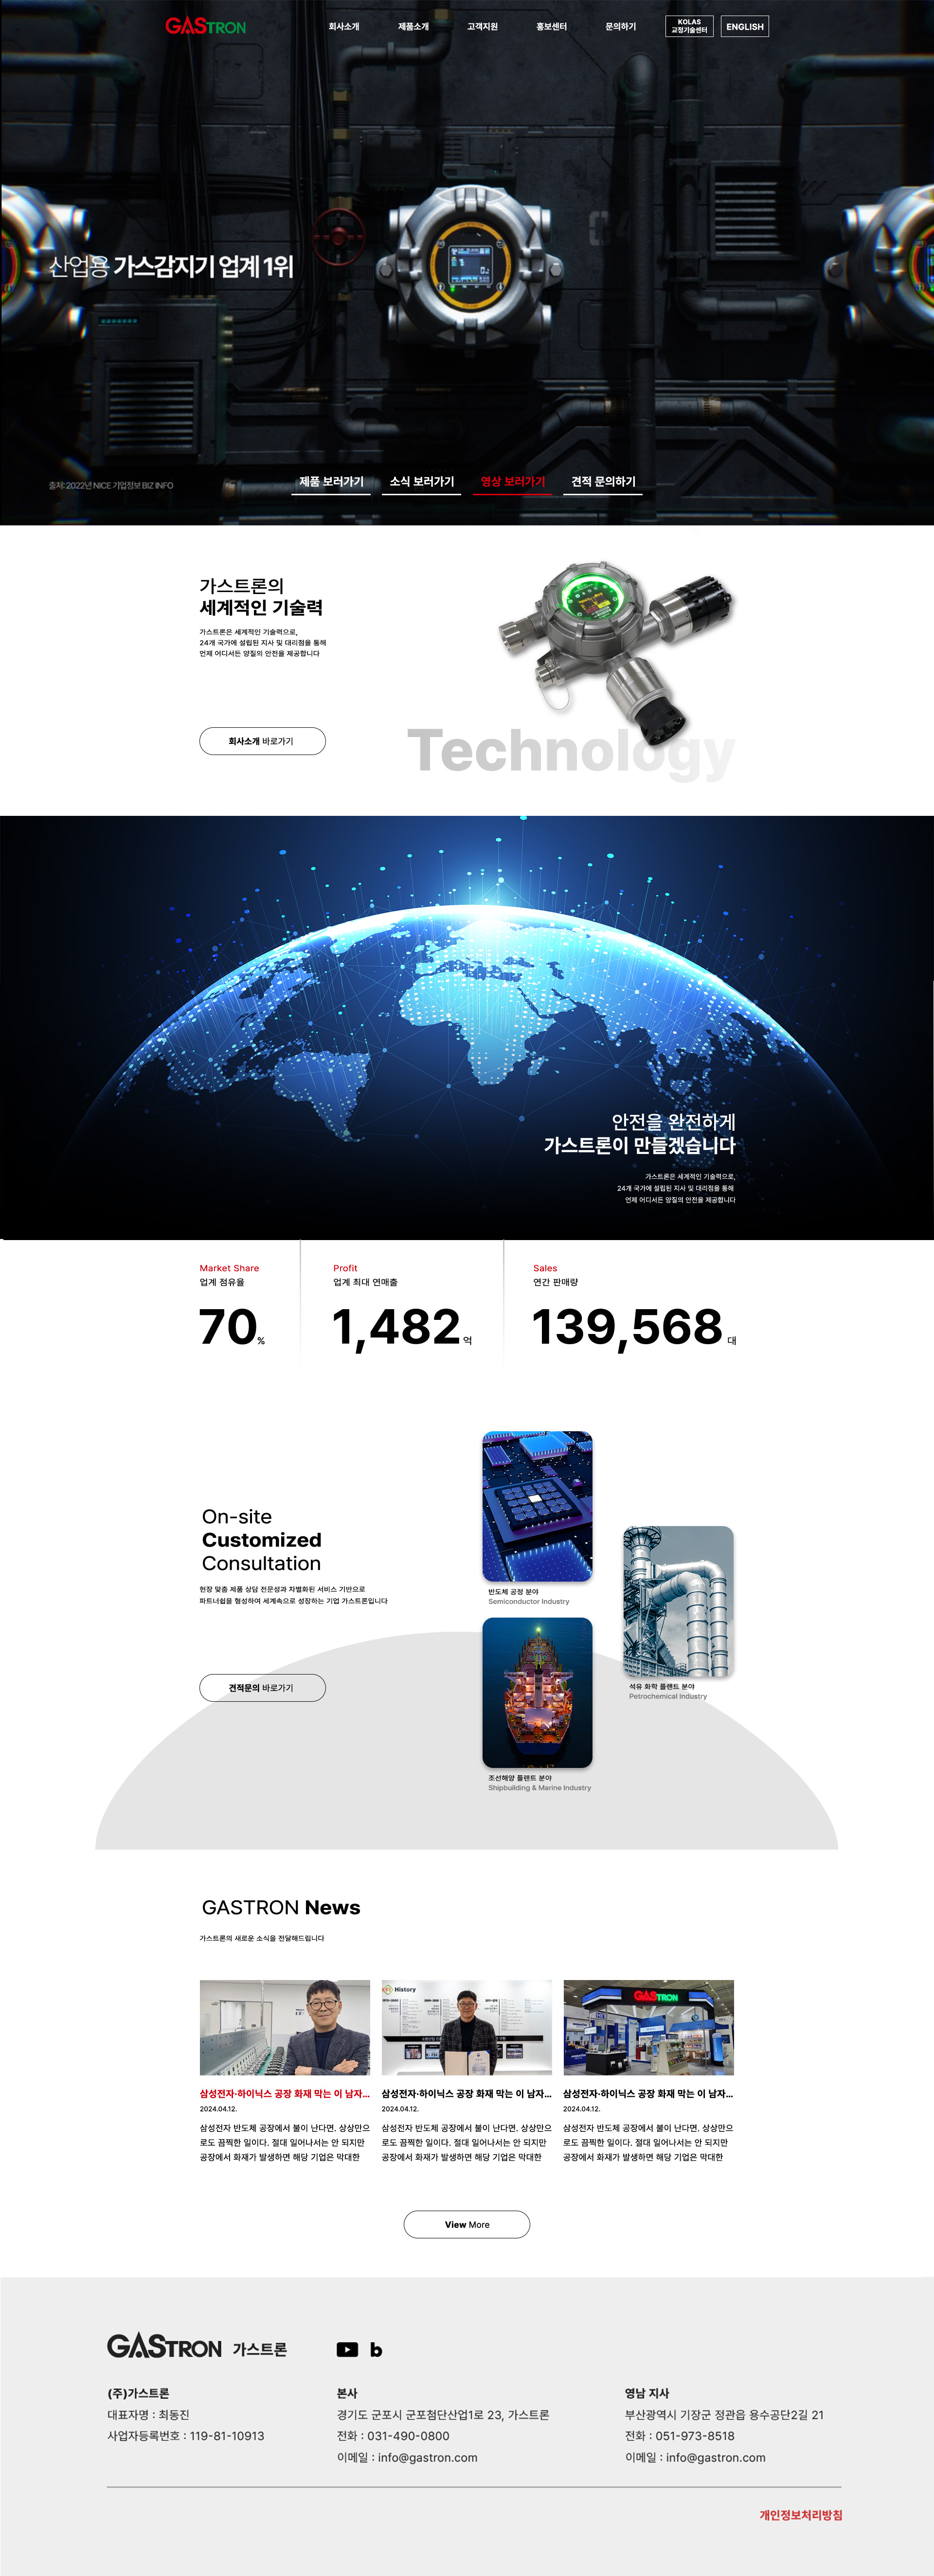 GASTRON
회사소개
제품소개
고객지원
홍보센터
문의하기
KOLAS
교정기술센터
ENGLISH
산업용 가스감지기 업계 1위
출처: 2022년 NICE 기업정보 BIZ INFO
제품 보러가기
소식 보러가기
영상 보러가기
견적 문의하기
가스트론의
세계적인 기술력
가스트론은 세계적인 기술력으로,
24개 국가에 설립된 지사 및 대리점을 통해
언제 어디서든 양질의 안전을 제공합니다
회사소개 바로가기
Technology
안전을 완전하게
가스트론이 만들겠습니다
가스트론은 세계적인 기술력으로,
24개 국가에 설립된 지사 및 대리점을 통해
언제 어디서든 양질의 안전을 제공합니다
Market Share
업계 점유율
70 %
Profit
업계 최대 연매출
1,482 억
Sales
연간 판매량
139,568 대
On-site
Customized
Consultation
현장 맞춤 제품 상담 전문성과 차별화된 서비스 기반으로
파트너쉽을 형성하여 세계속으로 성장하는 기업 가스트론입니다
견적문의 바로가기
반도체 공정 분야
Semiconductor Industry
석유 화학 플랜트 분야
Petrochemical Industry
조선해양 플랜트 분야
Shipbuilding & Marine Industry
GASTRON News
가스트론의 새로운 소식을 전달해드립니다
History
GASTRON
삼성전자·하이닉스 공장 화재 막는 이 남자...
2024.04.12.
삼성전자 반도체 공장에서 불이 난다면. 상상만으
로도 끔찍한 일이다. 절대 일어나서는 안 되지만
공장에서 화재가 발생하면 해당 기업은 막대한
삼성전자·하이닉스 공장 화재 막는 이 남자...
2024.04.12.
삼성전자 반도체 공장에서 불이 난다면. 상상만으
로도 끔찍한 일이다. 절대 일어나서는 안 되지만
공장에서 화재가 발생하면 해당 기업은 막대한
삼성전자·하이닉스 공장 화재 막는 이 남자...
2024.04.12.
삼성전자 반도체 공장에서 불이 난다면. 상상만으
로도 끔찍한 일이다. 절대 일어나서는 안 되지만
공장에서 화재가 발생하면 해당 기업은 막대한
View More
GASTRON 가스트론
(주)가스트론
대표자명 : 최동진
사업자등록번호 : 119-81-10913
본사
경기도 군포시 군포첨단산업1로 23, 가스트론
전화 : 031-490-0800
이메일 : info@gastron.com
영남 지사
부산광역시 기장군 정관읍 용수공단2길 21
전화 : 051-973-8518
이메일 : info@gastron.com
개인정보처리방침